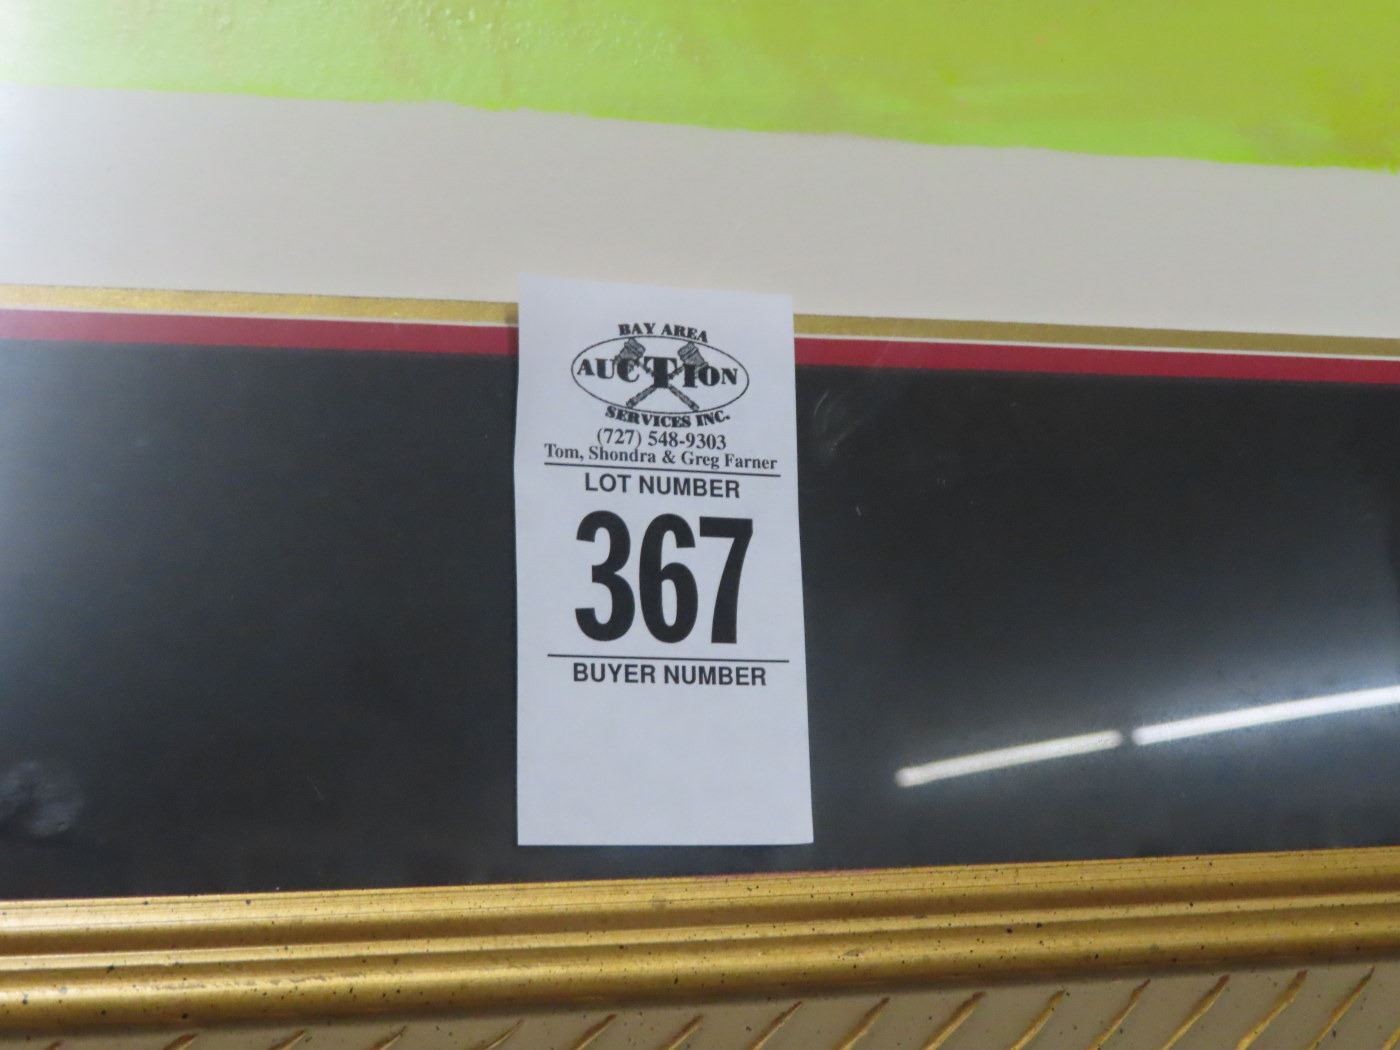 BAY AREA
AUCTION
SERVICES INC.
(727) 548-9303
Tom, Shondra & Greg Farner
LOT NUMBER
367
BUYER NUMBER